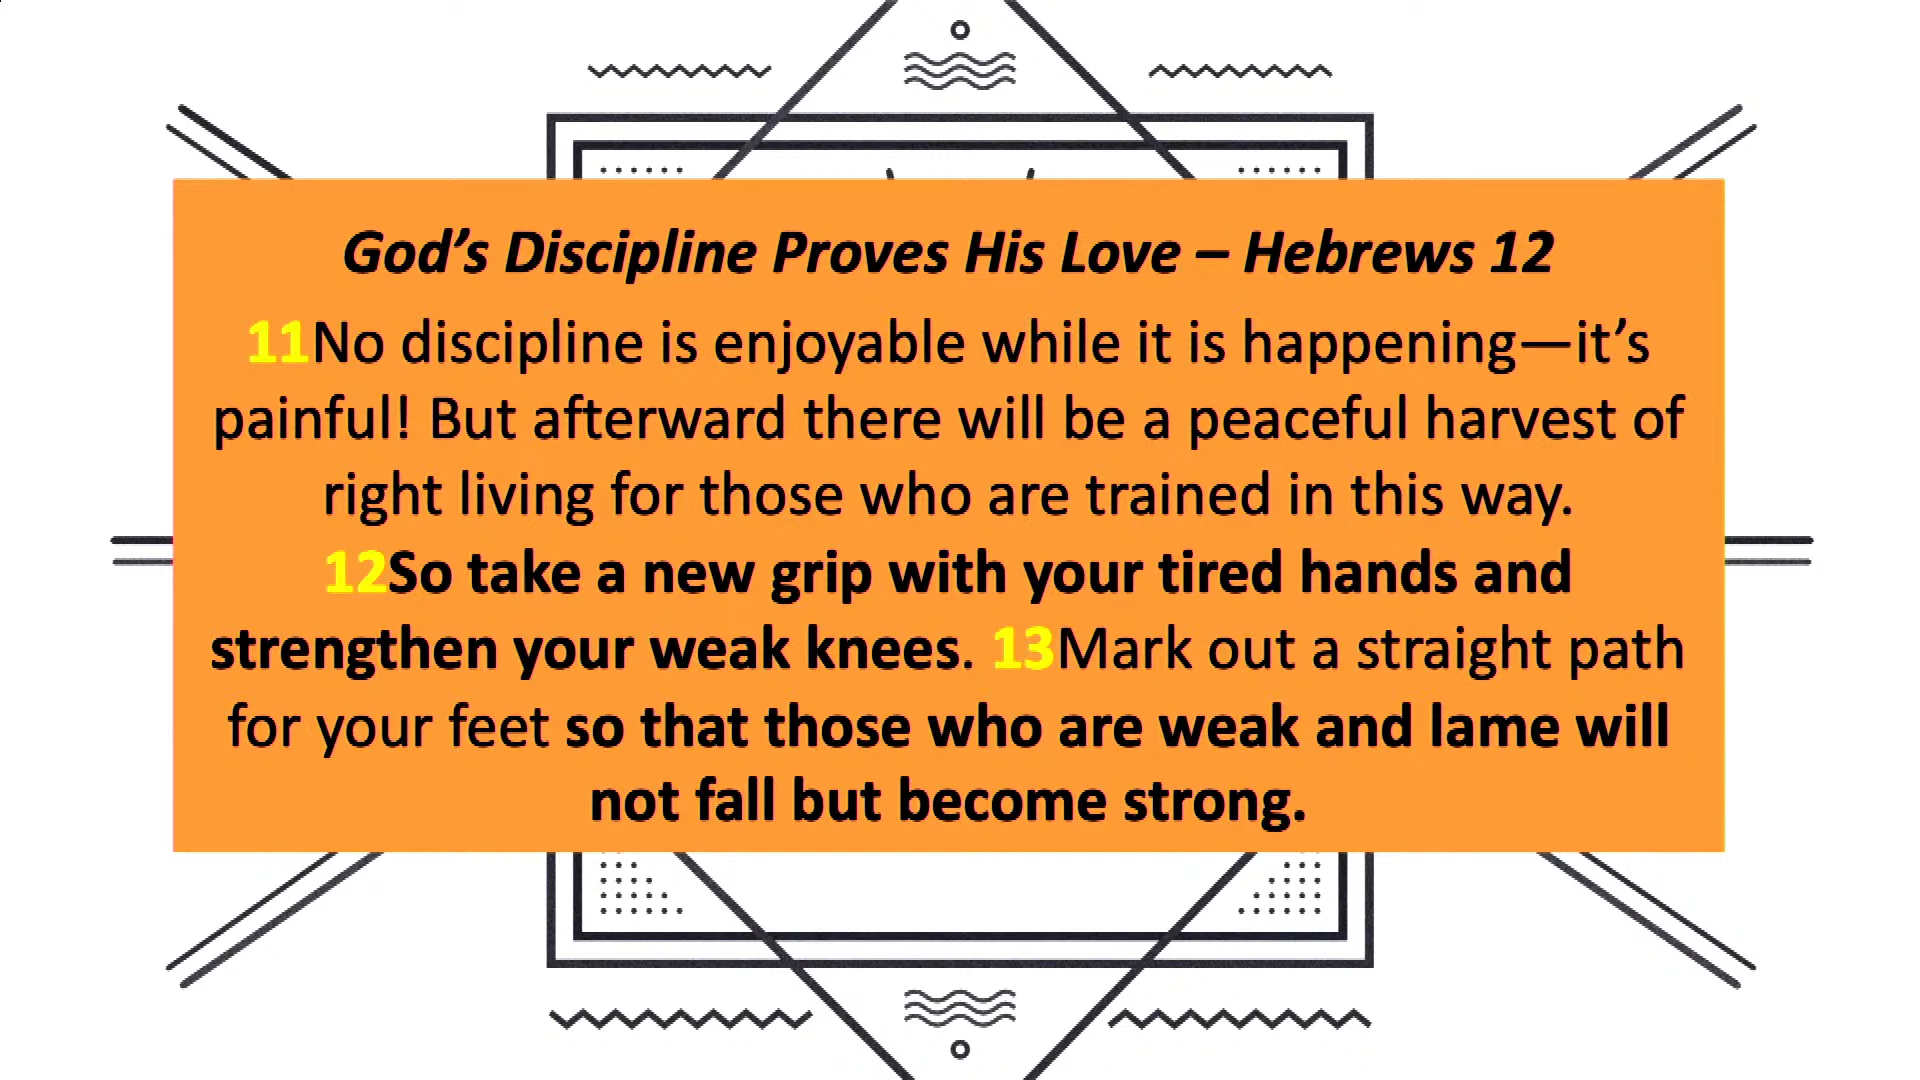 God’s Discipline Proves His Love – Hebrews 12
11No discipline is enjoyable while it is happening—it’s
painful! But afterward there will be a peaceful harvest of
right living for those who are trained in this way.
12So take a new grip with your tired hands and
strengthen your weak knees. 13Mark out a straight path
for your feet so that those who are weak and lame will
not fall but become strong.